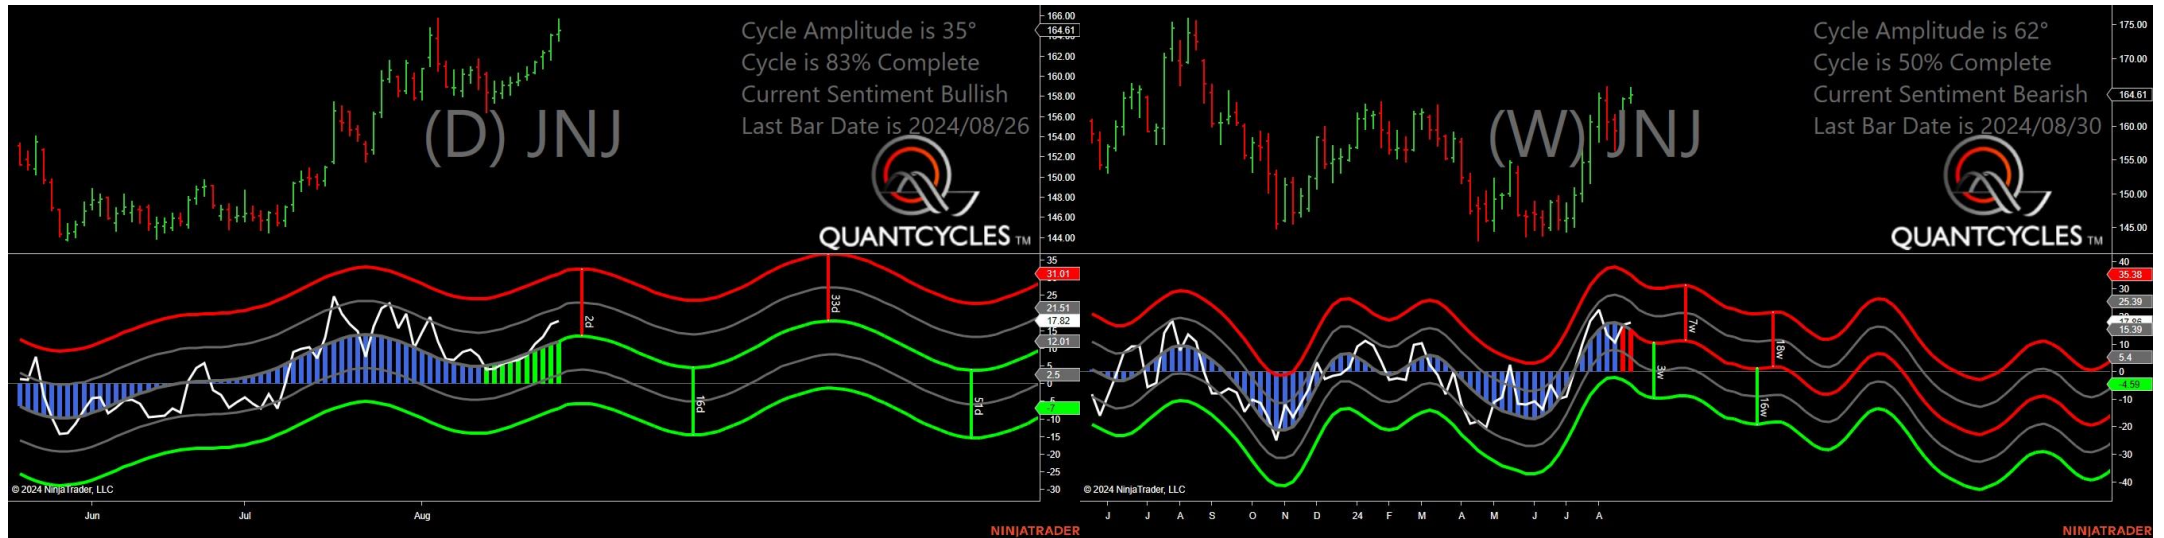 Cycle Amplitude is 35°
Cycle is 83% Complete
Current Sentiment Bullish
Last Bar Date is 2024/08/26
(D) JNJ
QUANTCYCLES TM
166.00
164.61
162.00
160.00
158.00
156.00
154.00
152.00
150.00
148.00
146.00
144.00
35
31.01
25
21.51
17.82
15
12.01
5
2.5
0
-7
-10
-15
-20
-25
-30
2d
16d
33d
51d
© 2024 NinjaTrader, LLC
Jun
Jul
Aug
NINJATRADER
Cycle Amplitude is 62°
Cycle is 50% Complete
Current Sentiment Bearish
Last Bar Date is 2024/08/30
(W) JNJ
QUANTCYCLES TM
175.00
170.00
164.61
160.00
155.00
150.00
145.00
40
35.38
30
25.39
15.39
10
5.4
0
-4.59
-10
-20
-30
-40
3w
7w
16w
18w
© 2024 NinjaTrader, LLC
J
J
A
S
O
N
D
24
F
M
A
M
J
J
A
NINJATRADER